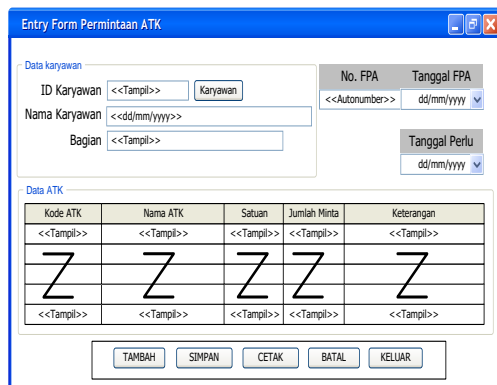 Entry Form Permintaan ATK
Data karyawan
ID Karyawan <<Tampil>> Karyawan
Nama Karyawan <<dd/mm/yyyy>>
Bagian <<Tampil>>
No. FPA Tanggal FPA
<<Autonumber>> dd/mm/yyyy
Tanggal Perlu
dd/mm/yyyy
Data ATK
Kode ATK Nama ATK Satuan Jumlah Minta Keterangan
<<Tampil>> <<Tampil>> <<Tampil>> <<Tampil>> <<Tampil>>
<<Tampil>> <<Tampil>> <<Tampil>> <<Tampil>> <<Tampil>>
TAMBAH SIMPAN CETAK BATAL KELUAR